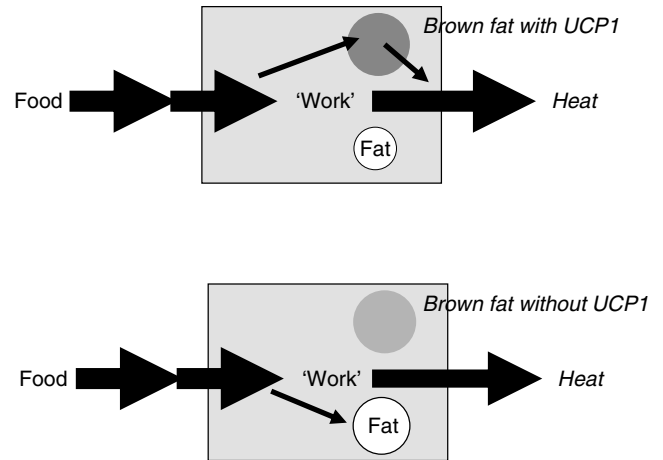 Brown fat with UCP1
Food
‘Work’
Heat
Fat
Brown fat without UCP1
Food
‘Work’
Heat
Fat